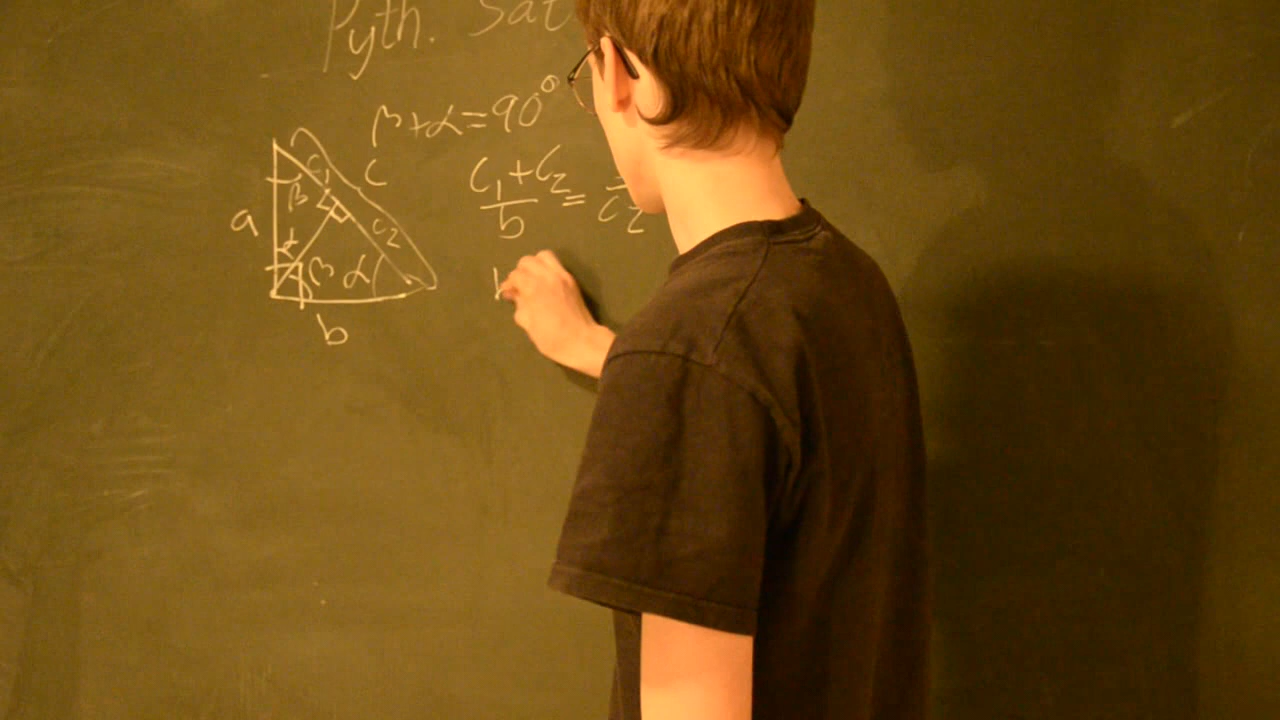 Pyth. Sat
β+α=90°
c₁+c₂
b
=
c₂
c₁
c
β
a
c₂
α
β α
b